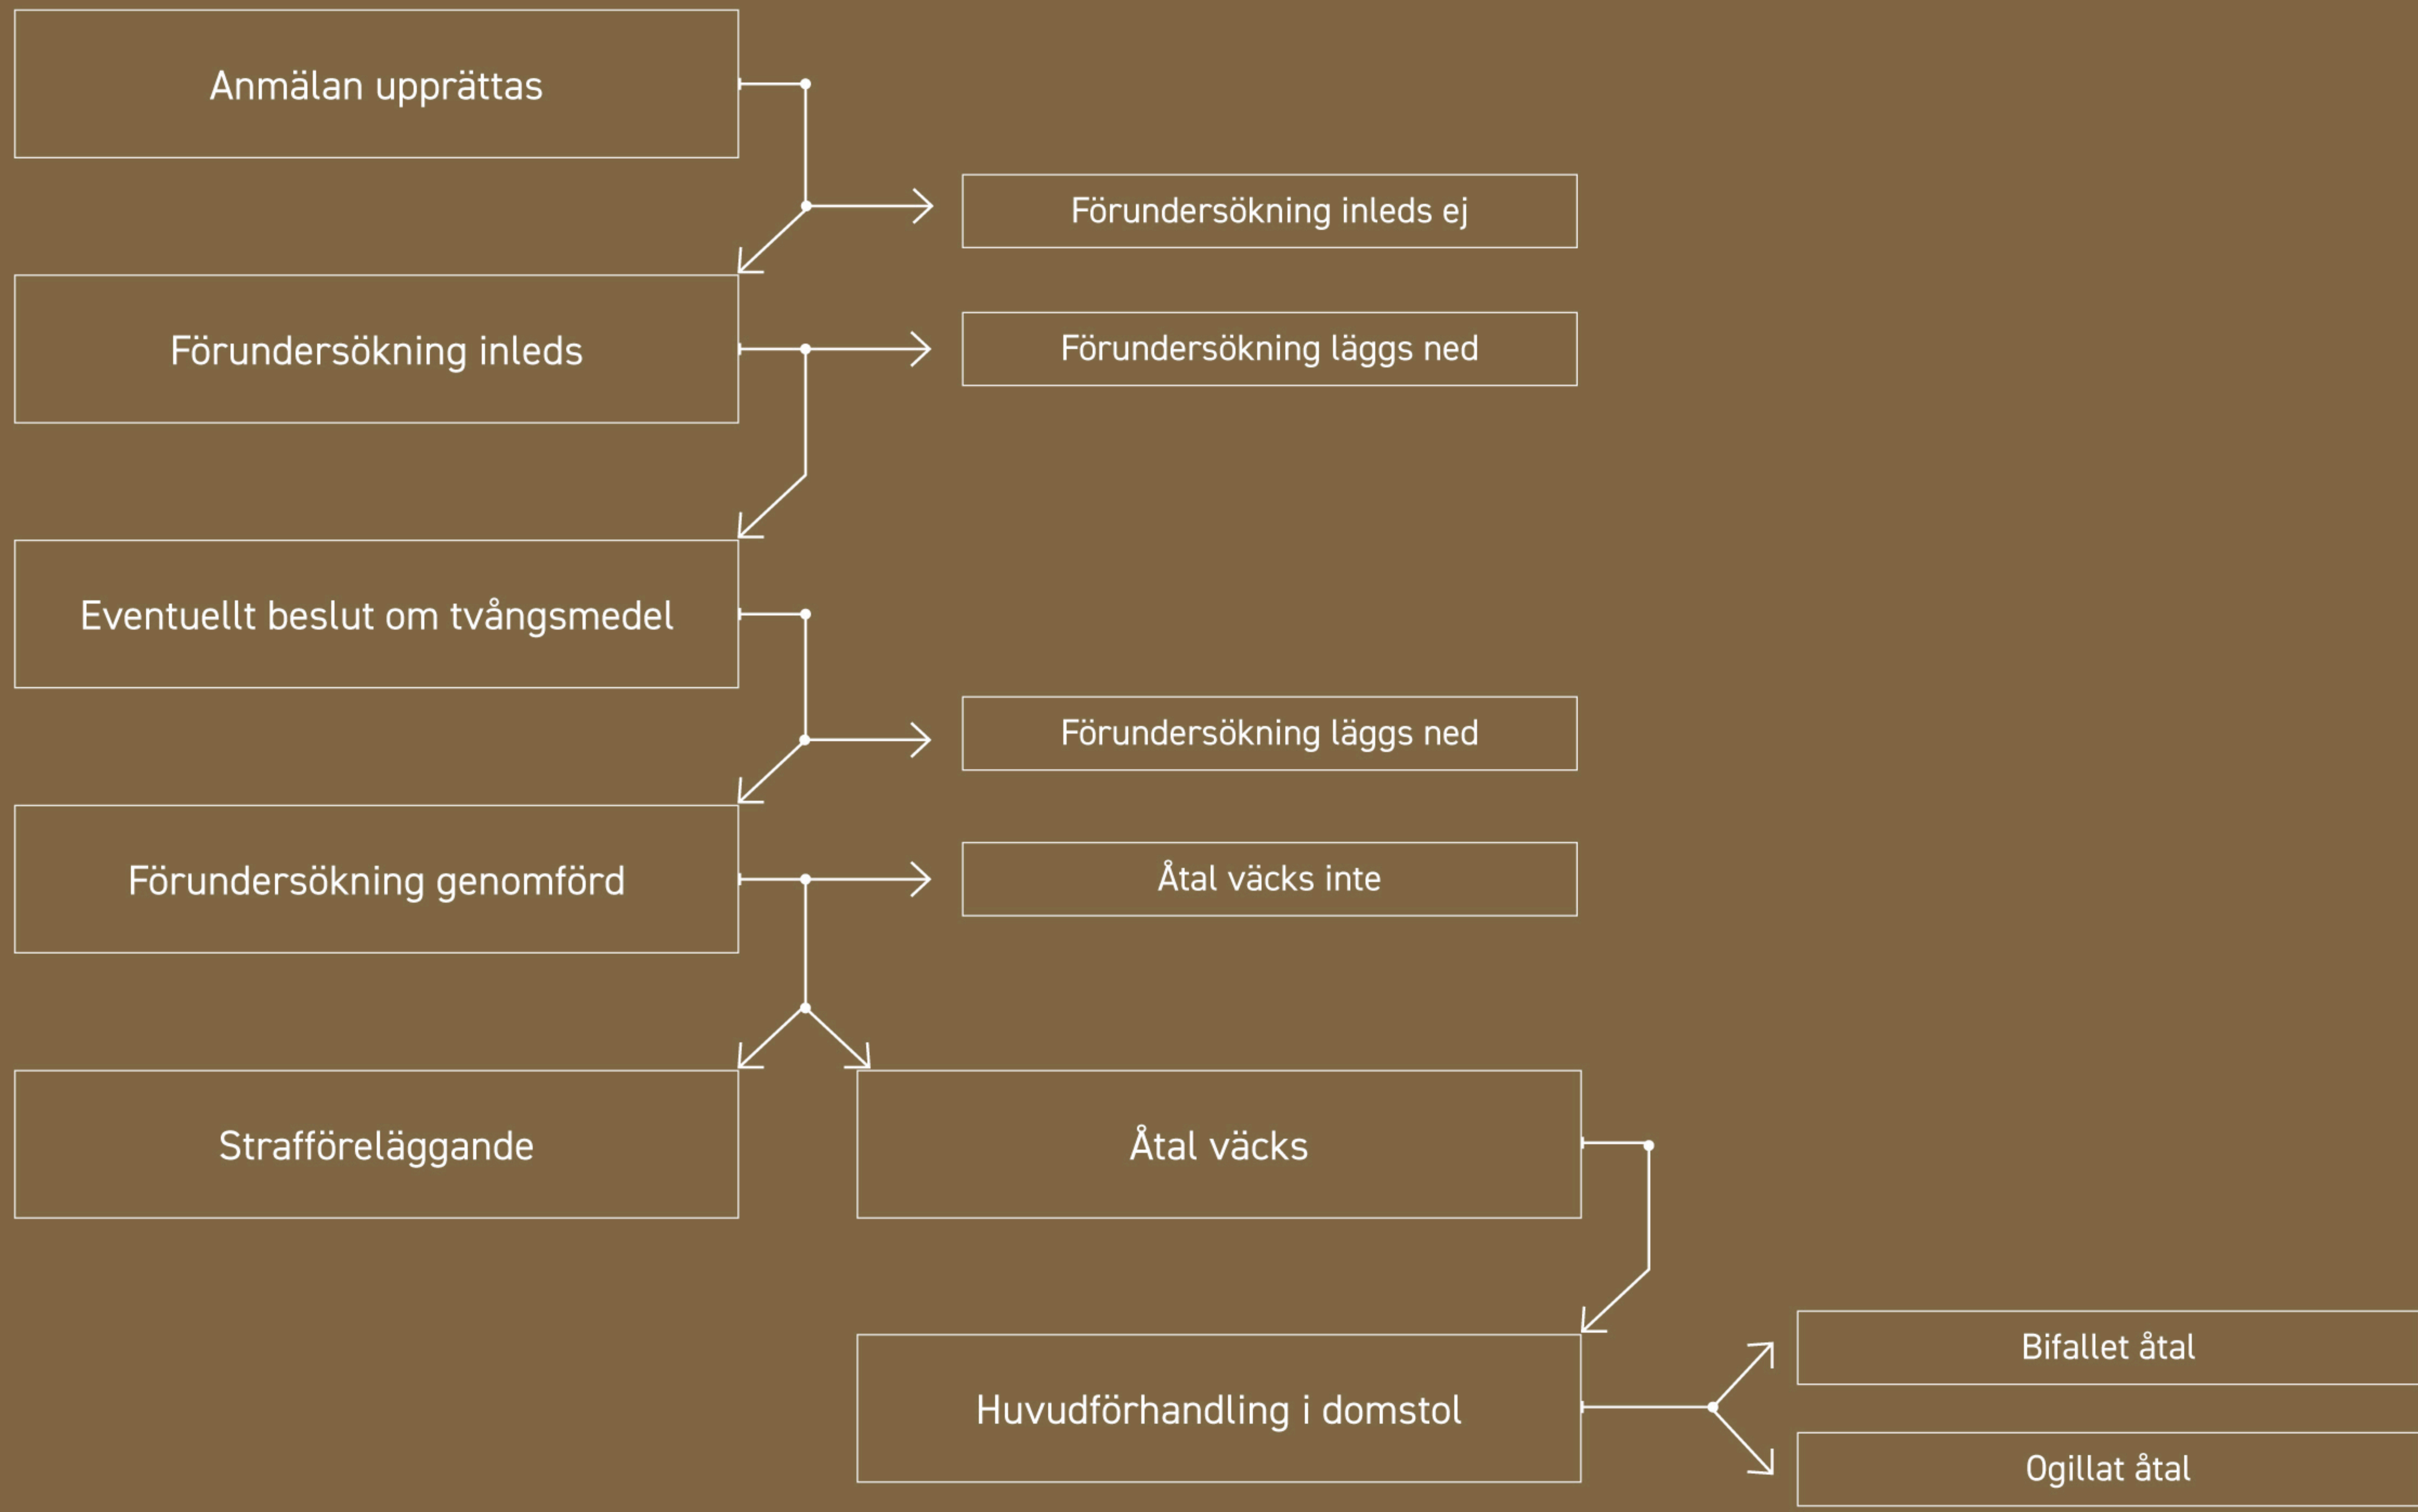 Anmälan upprättas
Förundersökning inleds ej
Förundersökning inleds
Förundersökning läggs ned
Eventuellt beslut om tvångsmedel
Förundersökning läggs ned
Förundersökning genomförd
Åtal väcks inte
Strafföreläggande
Åtal väcks
Huvudförhandling i domstol
Bifallet åtal
Ogillat åtal